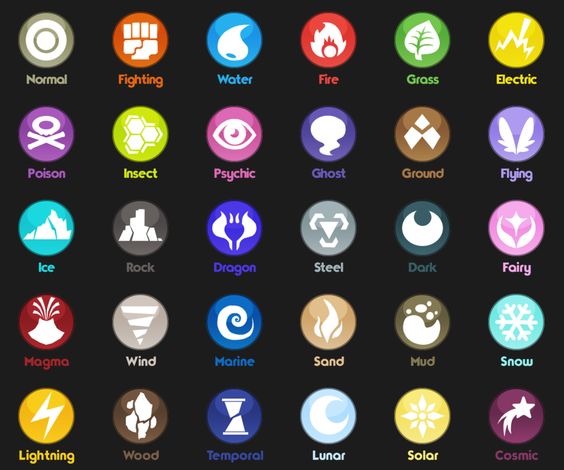 Normal Fighting Water Fire Grass Electric
Poison Insect Psychic Ghost Ground Flying
Ice Rock Dragon Steel Dark Fairy
Magma Wind Marine Sand Mud Snow
Lightning Wood Temporal Lunar Solar Cosmic